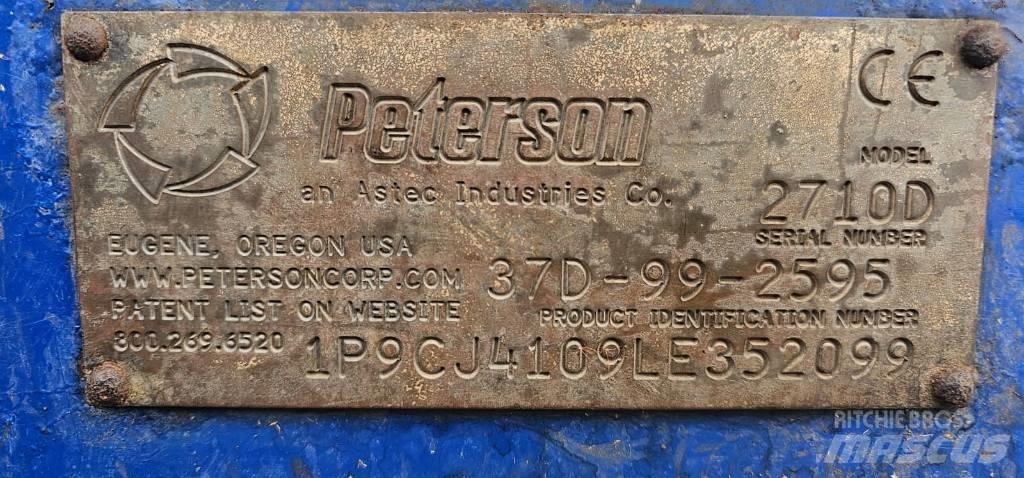 Peterson
an Astec Industries Co.
CE
MODEL
2710D
SERIAL NUMBER
37D-99-2595
PRODUCT IDENTIFICATION NUMBER
1P9CJ4109LE352099
EUGENE, OREGON USA
WWW.PETERSONCORP.COM
PATENT LIST ON WEBSITE
800.269.6520
RITCHIE BROS
MASCUS